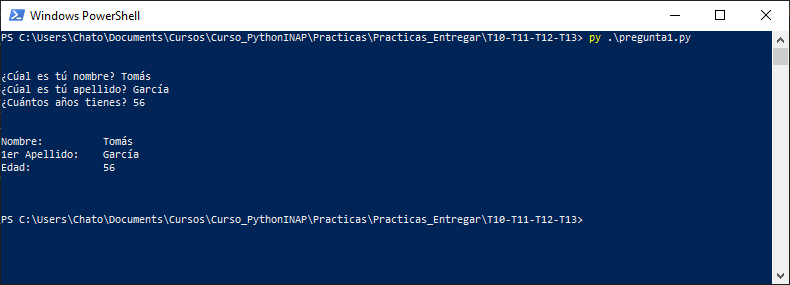 Windows PowerShell
PS C:\Users\Chato\Documents\Cursos\Curso_PythonINAP\Practicas\Practicas_Entregar\T10-T11-T12-T13> py .\pregunta1.py
¿Cúal es tú nombre? Tomás
¿Cúal es tú apellido? García
¿Cuántos años tienes? 56
Nombre: Tomás
1er Apellido: García
Edad: 56
PS C:\Users\Chato\Documents\Cursos\Curso_PythonINAP\Practicas\Practicas_Entregar\T10-T11-T12-T13>